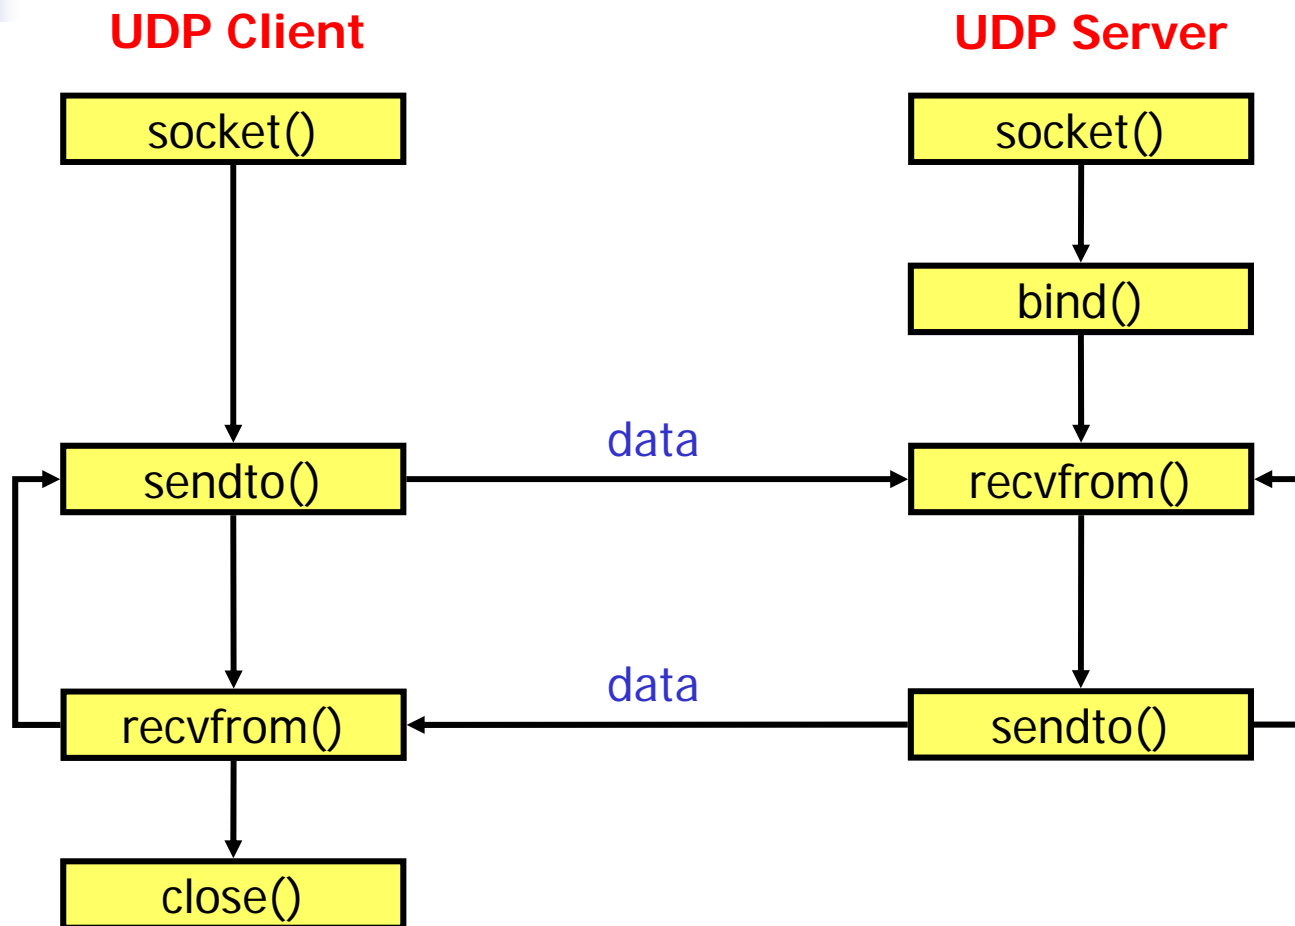 UDP Client
UDP Server
socket()
socket()
bind()
data
sendto()
recvfrom()
data
recvfrom()
sendto()
close()